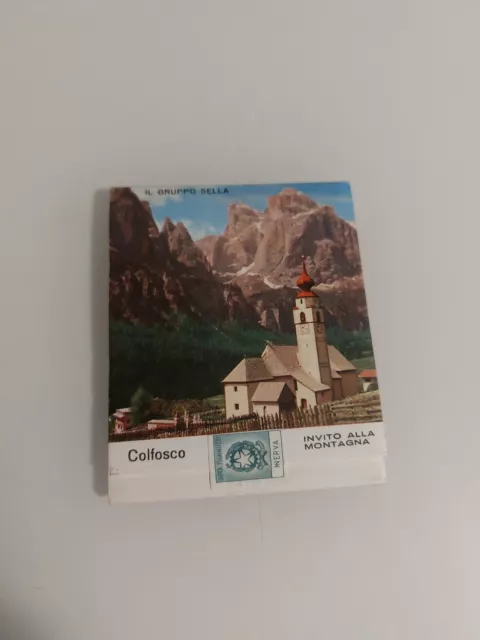 IL GRUPPO SELLA
Colfosco
INVITO ALLA
MONTAGNA